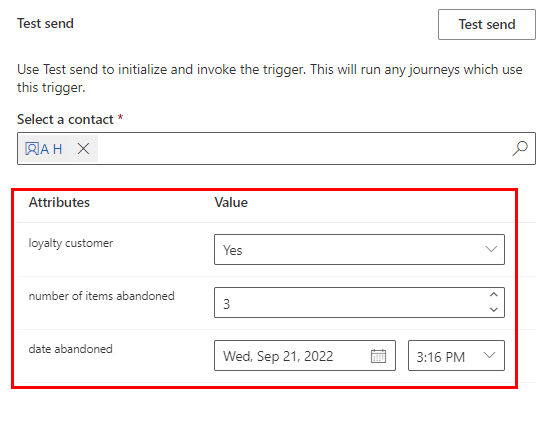 Test send
Test send
Use Test send to initialize and invoke the trigger. This will run any journeys which use
this trigger.
Select a contact *
A H
Attributes Value
loyalty customer Yes
number of items abandoned 3
date abandoned Wed, Sep 21, 2022 3:16 PM